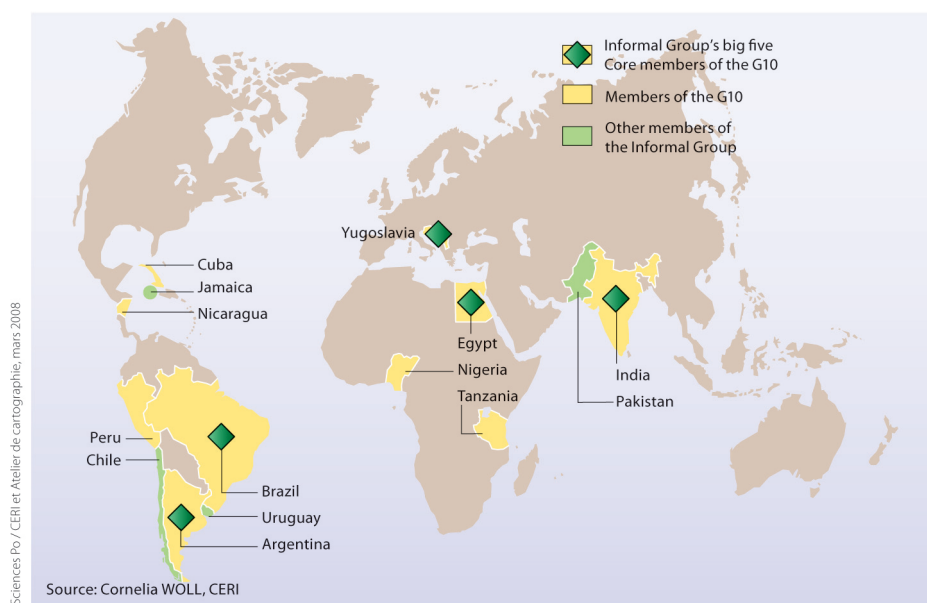 Informal Group's big five
Core members of the G10
Members of the G10
Other members of
the Informal Group
Yugoslavia
Cuba
Jamaica
Nicaragua
Egypt
Nigeria
Tanzania
India
Pakistan
Peru
Chile
Brazil
Uruguay
Argentina
Source: Cornelia WOLL, CERI
Sciences Po / CERI et Atelier de cartographie, mars 2008